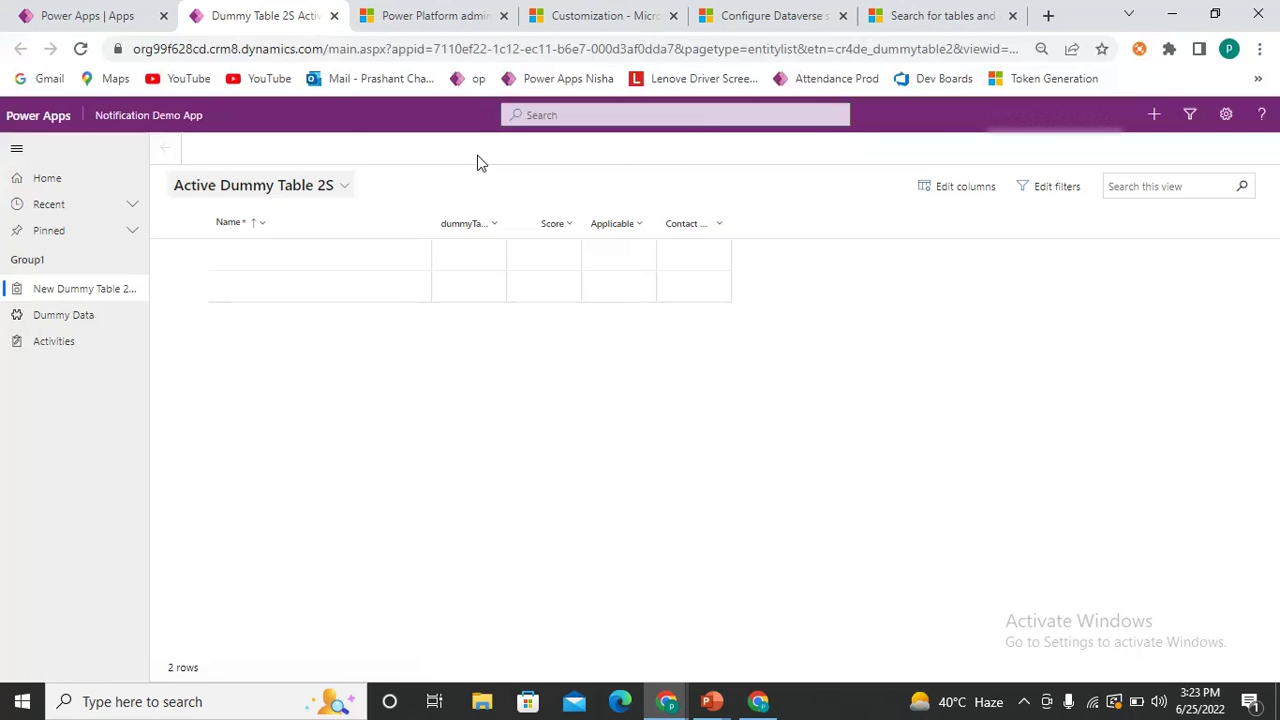 Power Apps | Apps
Dummy Table 2S Activ
Power Platform admin
Customization - Micro
Configure Dataverse s
Search for tables and
org99f628cd.crm8.dynamics.com/main.aspx?appid=7110ef22-1c12-ec11-b6e7-000d3af0dda7&pagetype=entitylist&etn=cr4de_dummytable2&viewid=...
P
Gmail
Maps
YouTube
YouTube
Mail - Prashant Cha...
op
Power Apps Nisha
Lenove Driver Scree...
Attendance Prod
Dev Boards
Token Generation
»
Power Apps
Notification Demo App
Search
Home
Recent
Pinned
Group1
New Dummy Table 2...
Dummy Data
Activities
Active Dummy Table 2S
Edit columns
Edit filters
Search this view
Name *
dummyTa...
Score
Applicable
Contact ...
2 rows
Activate Windows
Go to Settings to activate Windows.
Type here to search
40°C Haze
3:23 PM
6/25/2022
1